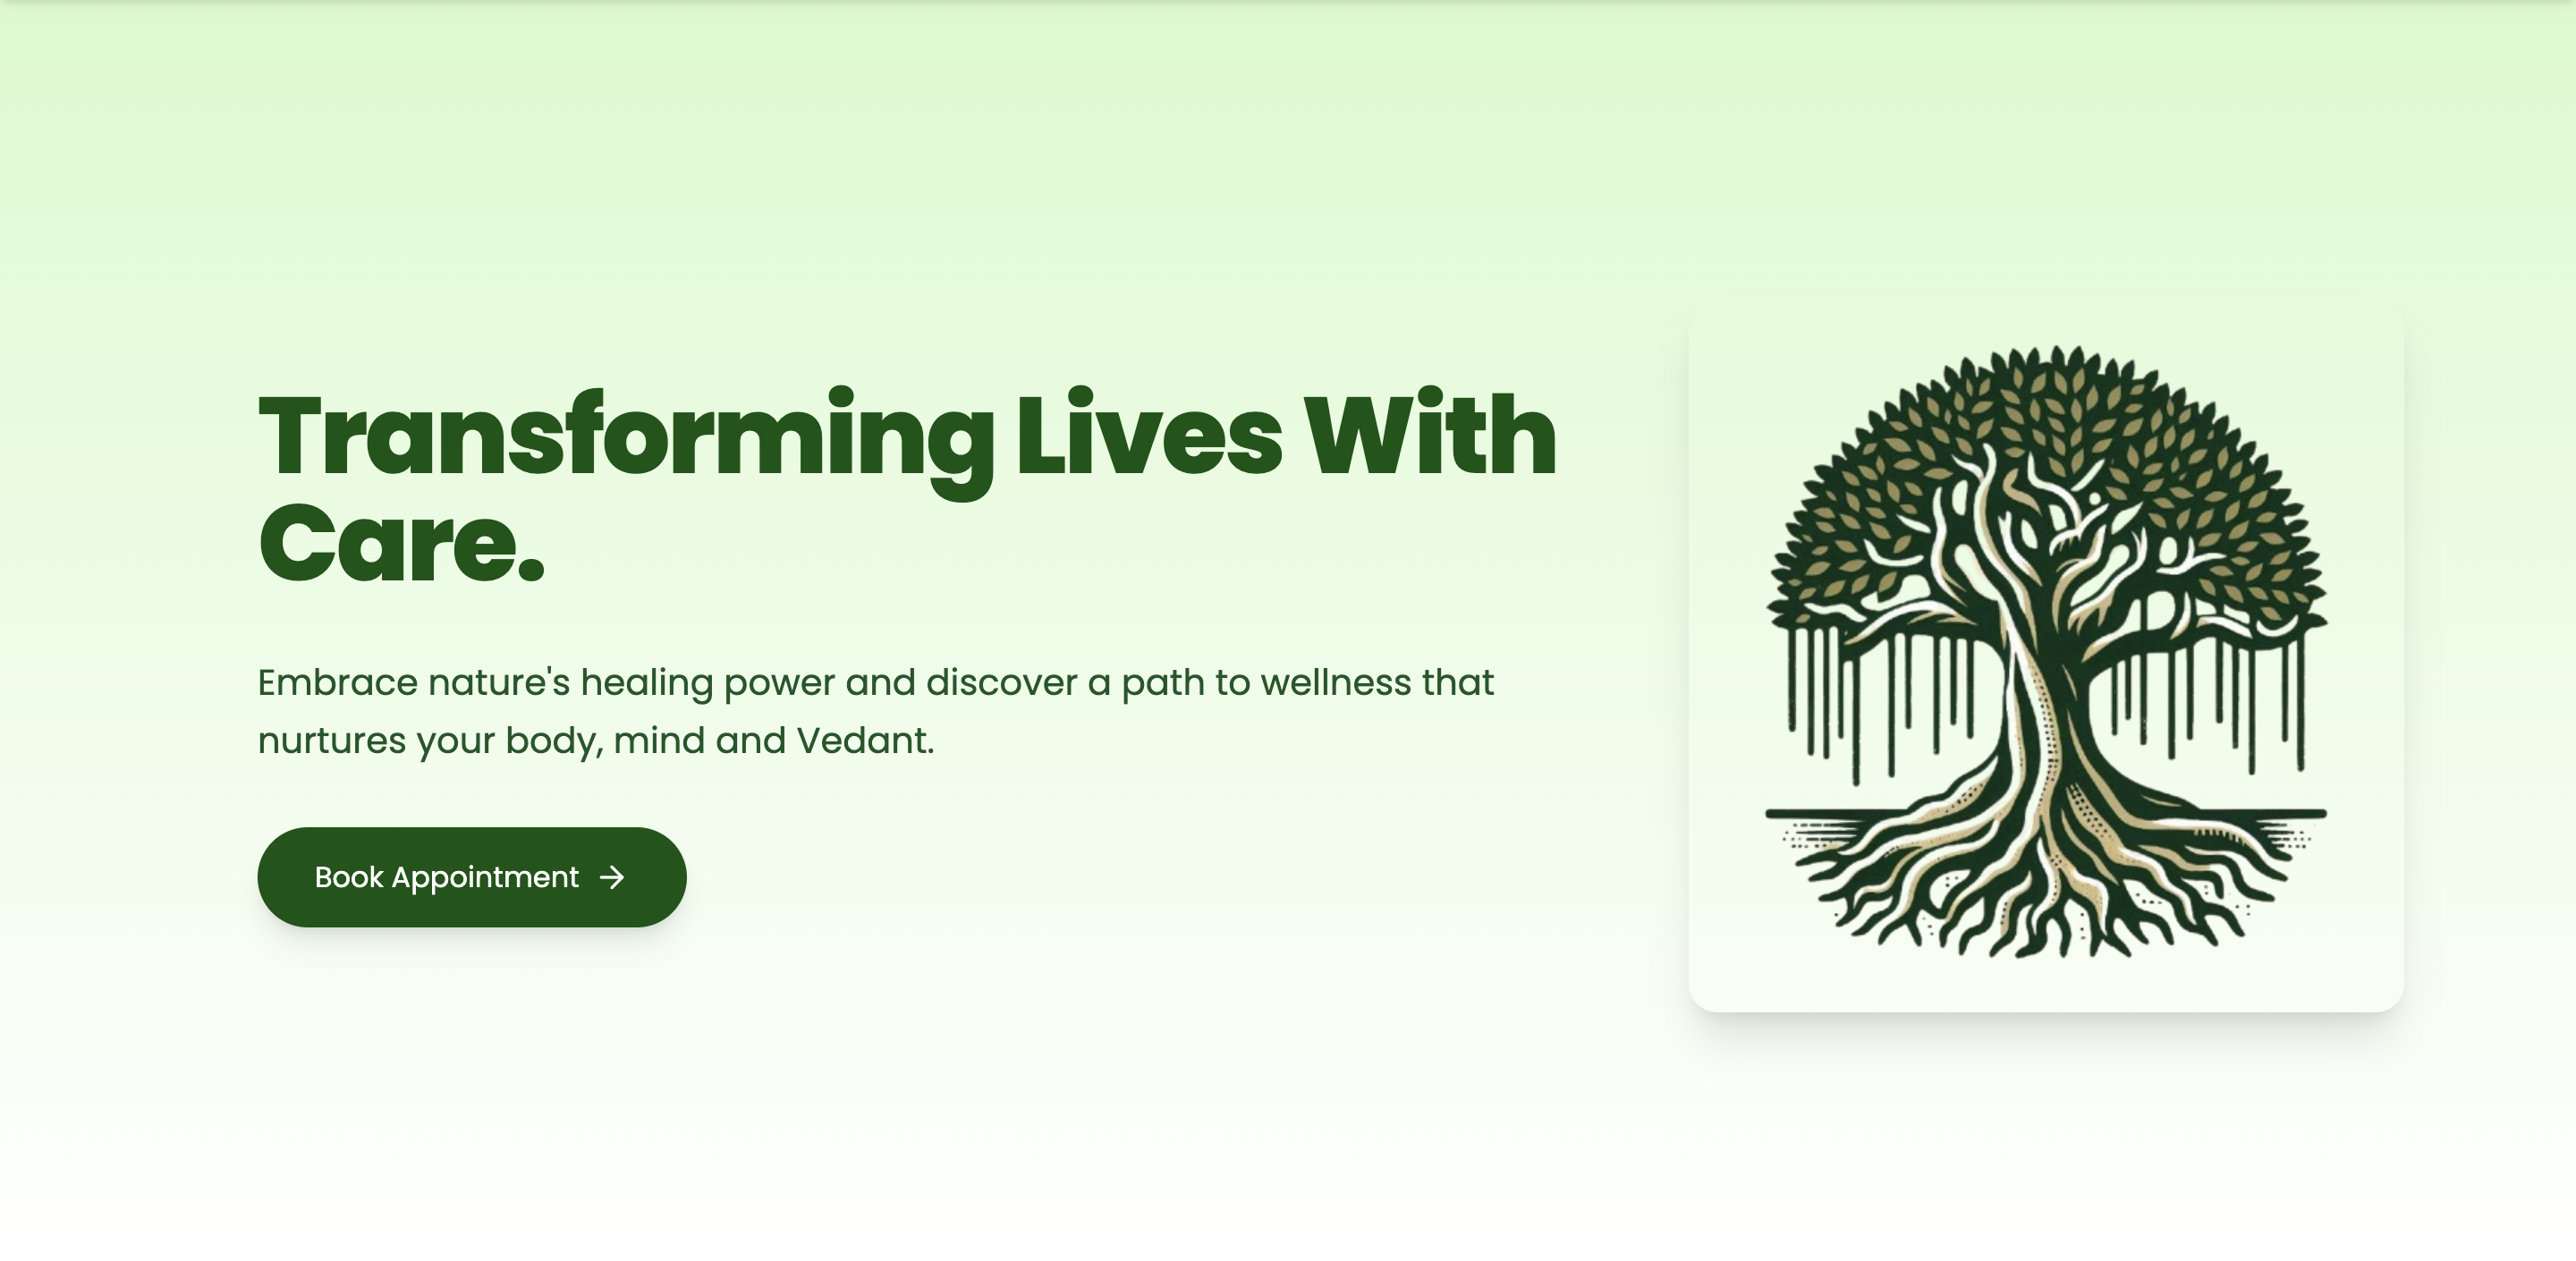 Transforming Lives With
Care.
Embrace nature's healing power and discover a path to wellness that
nurtures your body, mind and Vedant.
Book Appointment →